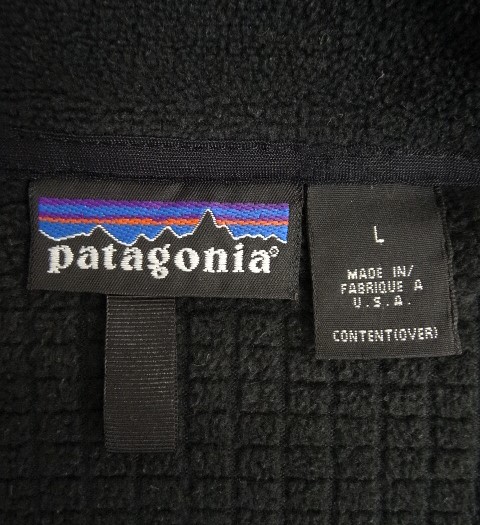 patagonia®
L
MADE IN/
FABRIQUE A
U.S.A.
CONTENT(OVER)